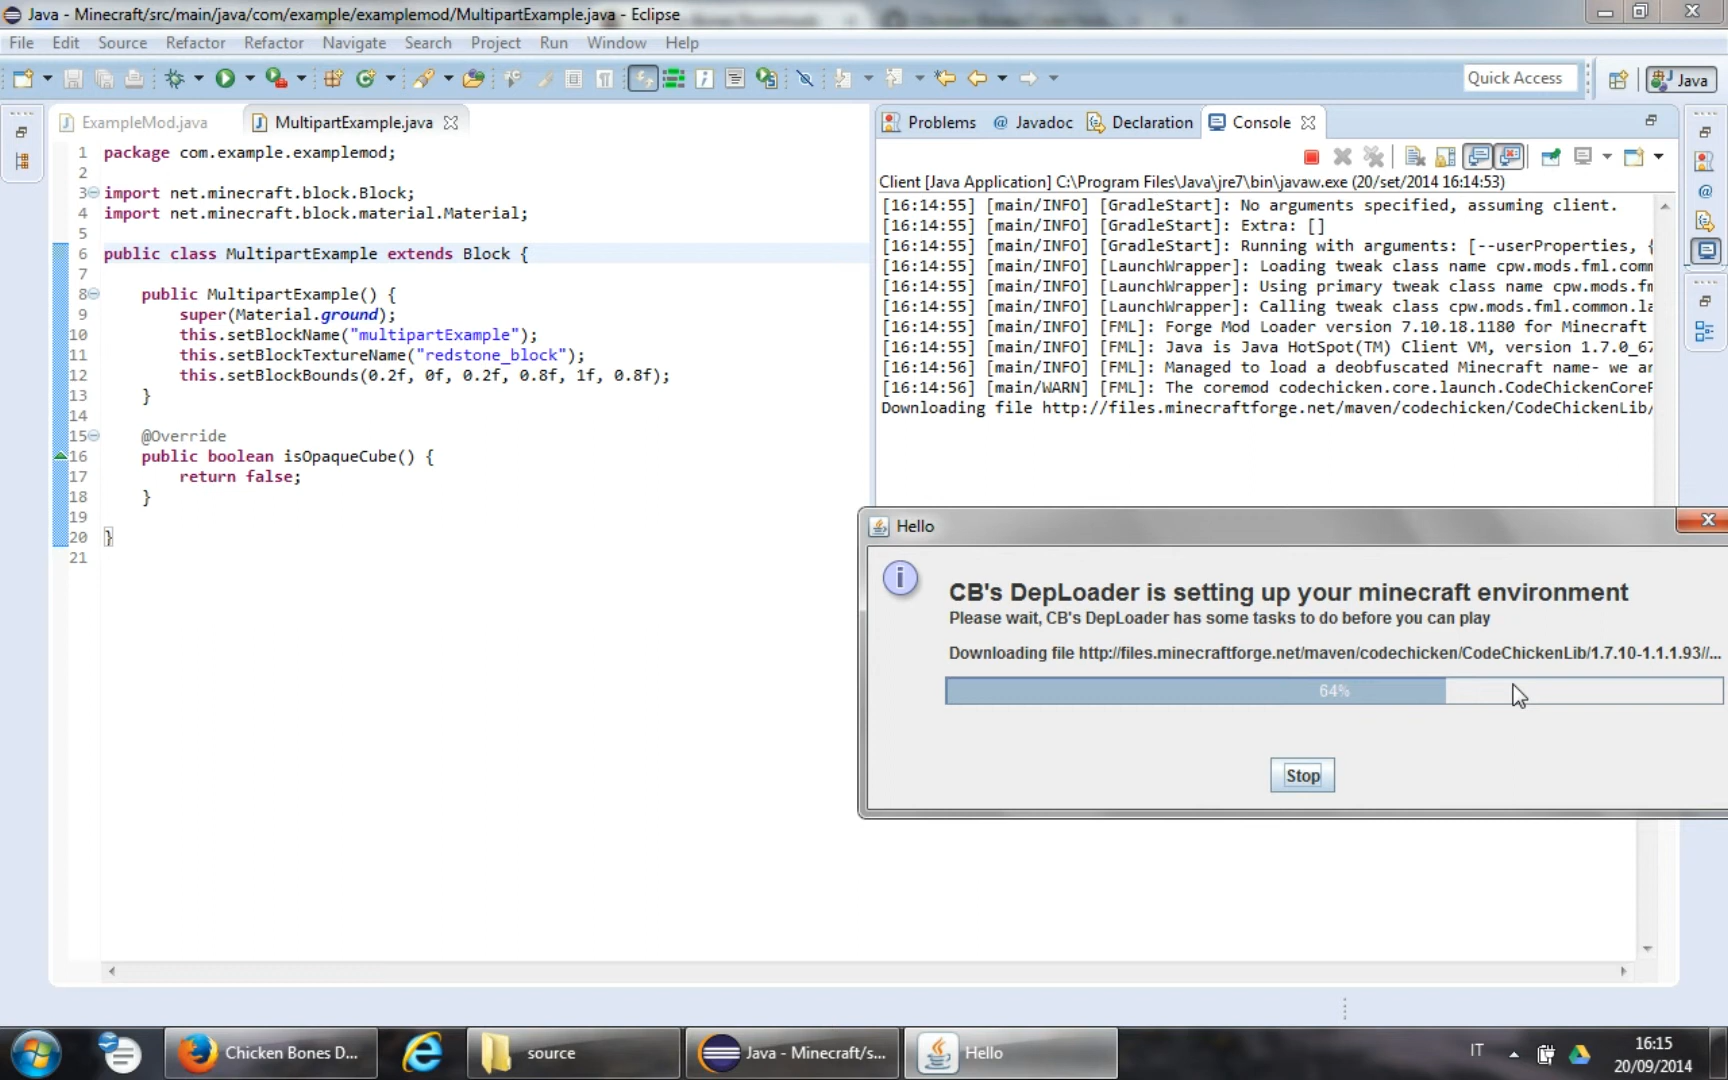 Java - Minecraft/src/main/java/com/example/examplemod/MultipartExample.java - Eclipse
File Edit Source Refactor Refactor Navigate Search Project Run Window Help
Quick Access
Java
ExampleMod.java
MultipartExample.java
Problems
@ Javadoc
Declaration
Console
1 package com.example.examplemod;
2
3 import net.minecraft.block.Block;
4 import net.minecraft.block.material.Material;
5
6 public class MultipartExample extends Block {
7
8 public MultipartExample() {
9 super(Material.ground);
10 this.setBlockName("multipartExample");
11 this.setBlockTextureName("redstone_block");
12 this.setBlockBounds(0.2f, 0f, 0.2f, 0.8f, 1f, 0.8f);
13 }
14
15 @Override
16 public boolean isOpaqueCube() {
17 return false;
18 }
19
20 }
21
Client [Java Application] C:\Program Files\Java\jre7\bin\javaw.exe (20/set/2014 16:14:53)
[16:14:55] [main/INFO] [GradleStart]: No arguments specified, assuming client.
[16:14:55] [main/INFO] [GradleStart]: Extra: []
[16:14:55] [main/INFO] [GradleStart]: Running with arguments: [--userProperties, {
[16:14:55] [main/INFO] [LaunchWrapper]: Loading tweak class name cpw.mods.fml.comm
[16:14:55] [main/INFO] [LaunchWrapper]: Using primary tweak class name cpw.mods.fm
[16:14:55] [main/INFO] [LaunchWrapper]: Calling tweak class cpw.mods.fml.common.la
[16:14:55] [main/INFO] [FML]: Forge Mod Loader version 7.10.18.1180 for Minecraft
[16:14:55] [main/INFO] [FML]: Java is Java HotSpot(TM) Client VM, version 1.7.0_67
[16:14:56] [main/INFO] [FML]: Managed to load a deobfuscated Minecraft name- we ar
[16:14:56] [main/WARN] [FML]: The coremod codechicken.core.launch.CodeChickenCoreP
Downloading file http://files.minecraftforge.net/maven/codechicken/CodeChickenLib/
Hello
CB's DepLoader is setting up your minecraft environment
Please wait, CB's DepLoader has some tasks to do before you can play
Downloading file http://files.minecraftforge.net/maven/codechicken/CodeChickenLib/1.7.10-1.1.1.93//...
64%
Stop
Chicken Bones D...
source
Java - Minecraft/s...
Hello
IT
16:15
20/09/2014